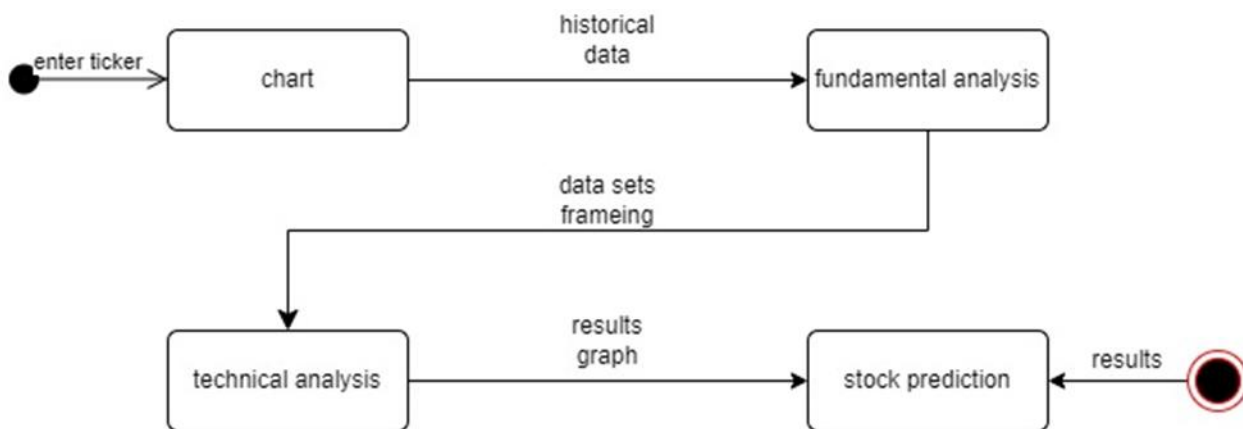 enter ticker
chart
historical
data
fundamental analysis
data sets
frameing
technical analysis
results
graph
stock prediction
results